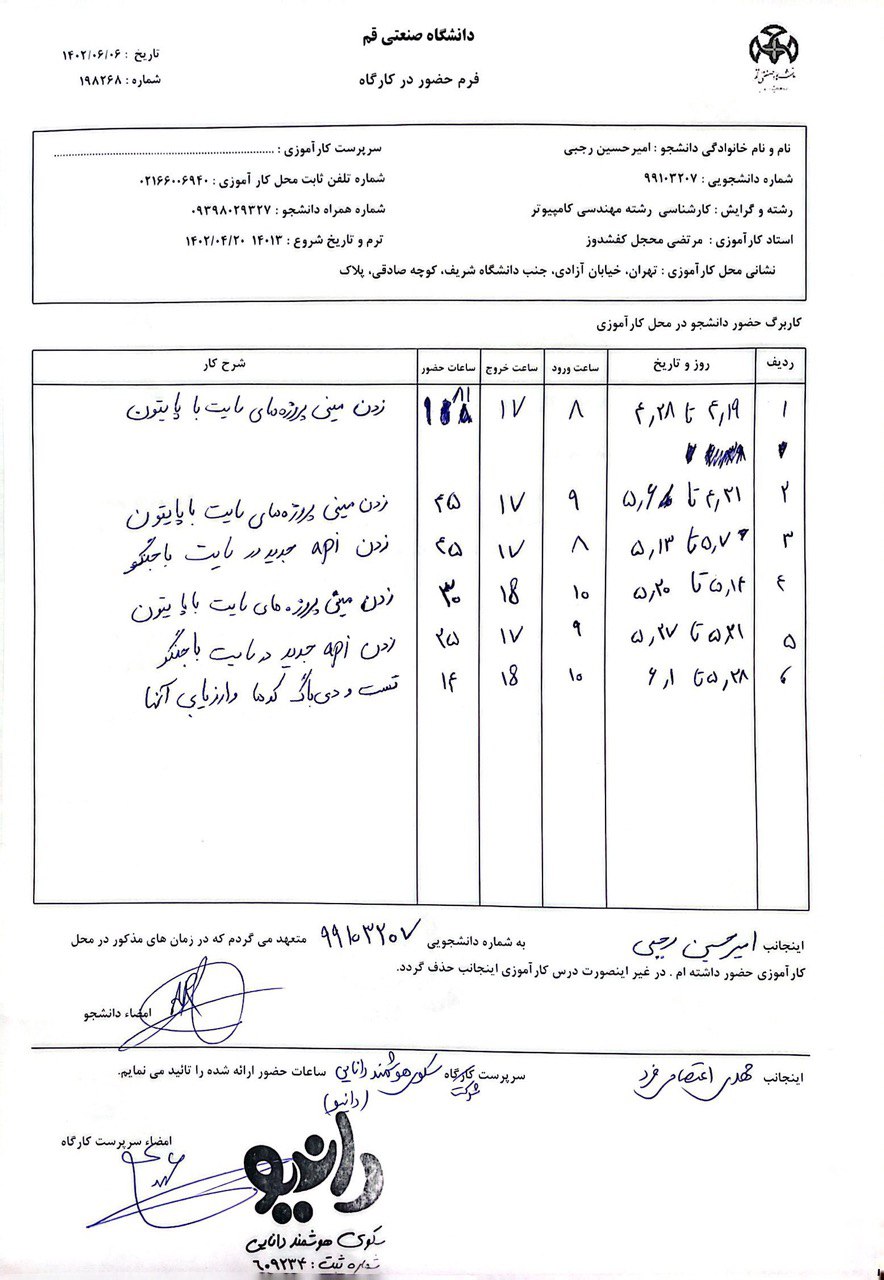 دانشگاه صنعتی قم
فرم حضور در کارگاه
تاریخ : ۱۴۰۲/۰۶/۰۶
شماره : ۱۹۸۲۶۸
دانشگاه صنعتی قم
نام و نام خانوادگی دانشجو : امیرحسین رجبی
سرپرست کارآموزی : ............................................................
شماره دانشجویی : ۹۹۱۰۳۲۰۷
شماره تلفن ثابت محل کار آموزی : ۰۲۱۶۶۰۰۶۹۴۰
رشته و گرایش : کارشناسی رشته مهندسی کامپیوتر
شماره همراه دانشجو : ۰۹۳۹۸۰۲۹۳۲۷
استاد کارآموزی : مرتضی محجل کفشدوز
ترم و تاریخ شروع : ۱۴۰۱۳ ۱۴۰۲/۰۴/۲۰
نشانی محل کارآموزی : تهران، خیابان آزادی، جنب دانشگاه شریف، کوچه صادقی، پلاک
کاربرگ حضور دانشجو در محل کارآموزی
ردیف روز و تاریخ ساعت ورود ساعت خروج ساعات حضور شرح کار
۱ ۴,۱۹ تا ۴,۲۸ ۸ ۱۷ ۸۱ زدن مینی پروژه‌های سایت با پایتون
۲ ۴,۳۱ تا ۵,۶ ۹ ۱۷ ۴۵ زدن مینی پروژه‌های سایت با پایتون
۳ ۵,۷ تا ۵,۱۳ ۸ ۱۷ ۴۵ زدن api جدید در سایت با جنگو
۴ ۵,۱۴ تا ۵,۲۰ ۱۰ ۱۸ ۳۰ زدن مینی پروژه های سایت با پایتون
۵ ۵,۲۱ تا ۵,۲۷ ۹ ۱۷ ۲۵ زدن api جدید در سایت با جنگو
۶ ۵,۲۸ تا ۶,۱ ۱۰ ۱۸ ۱۴ تست و دی‌باگ کدها و ارزیابی آنها
اینجانب امیرحسین رجبی به شماره دانشجویی ۹۹۱۰۳۲۰۷ متعهد می گردم که در زمان های مذکور در محل
کارآموزی حضور داشته ام . در غیر اینصورت درس کارآموزی اینجانب حذف گردد.
امضاء دانشجو
اینجانب مهدی اعتصامی فرد سرپرست کارگاه شرکت سکوی هوشمند دانایی ساعات حضور ارائه شده را تائید می نمایم.
(دانیو)
امضاء سرپرست کارگاه
دانیو
سکوی هوشمند دانایی
شماره ثبت : ۶۰۹۲۳۴